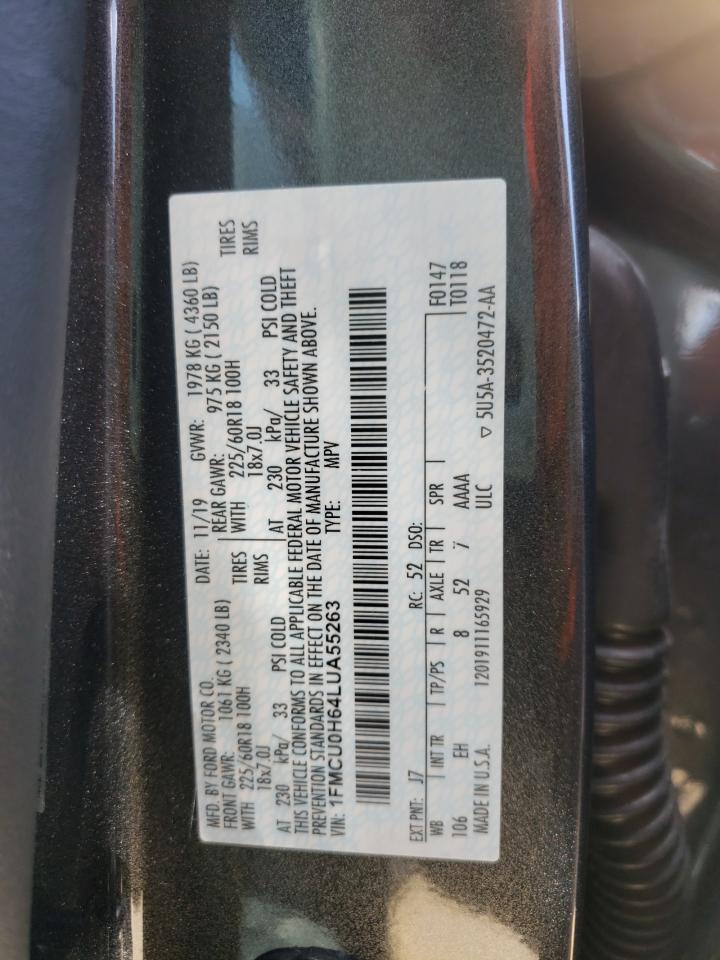 MFD. BY FORD MOTOR CO. DATE: 11/19 GVWR: 1978 KG ( 4360 LB)
FRONT GAWR: 1061 KG ( 2340 LB) REAR GAWR: 975 KG ( 2150 LB)
WITH 225/60R18 100H TIRES WITH 225/60R18 100H TIRES
18x7.0J RIMS 18x7.0J RIMS
AT 230 kPa/ 33 PSI COLD AT 230 kPa/ 33 PSI COLD
THIS VEHICLE CONFORMS TO ALL APPLICABLE FEDERAL MOTOR VEHICLE SAFETY AND THEFT
PREVENTION STANDARDS IN EFFECT ON THE DATE OF MANUFACTURE SHOWN ABOVE.
VIN: 1FMCU0H64LUA55263 TYPE: MPV
EXT PNT: J7 RC: 52 DSO:
WB INT TR TP/PS R AXLE TR SPR F0147
106 EH 8 52 7 AAAA T0118
MADE IN U.S.A. 1201911165929 ULC ▽ 5U5A-3520472-AA